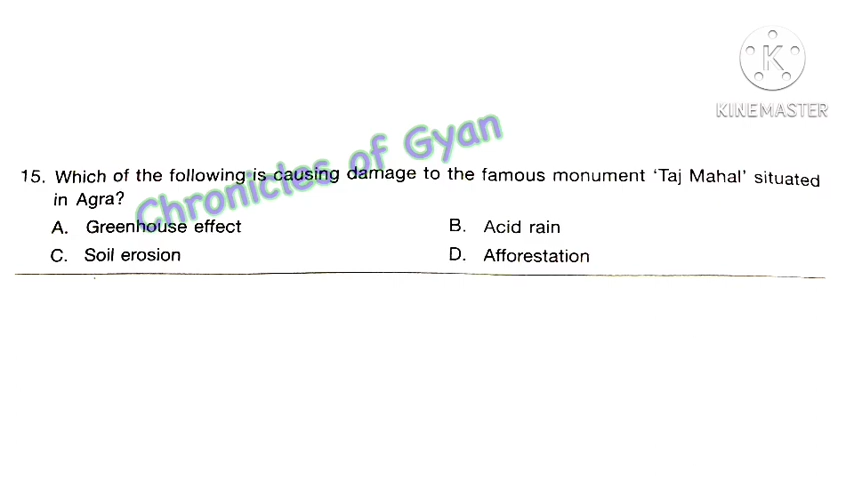 K
KINEMASTER
Chronicles of Gyan
15. Which of the following is causing damage to the famous monument ‘Taj Mahal’ situated
in Agra?
A. Greenhouse effect
B. Acid rain
C. Soil erosion
D. Afforestation